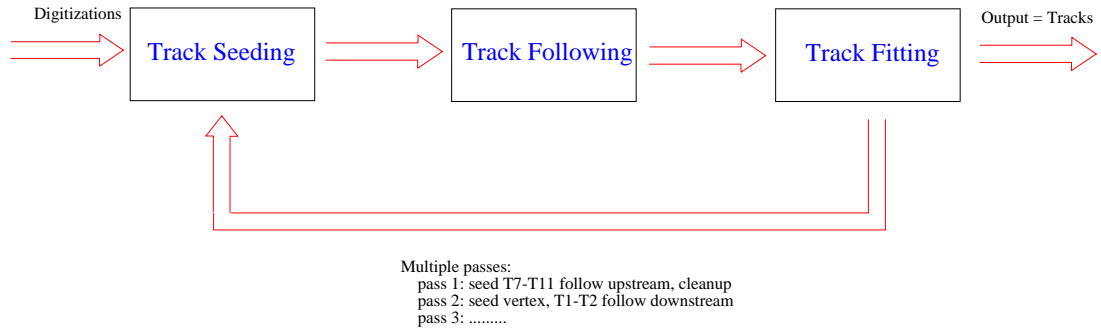 Digitizations
Output = Tracks
Track Seeding
Track Following
Track Fitting
Multiple passes:
pass 1: seed T7-T11 follow upstream, cleanup
pass 2: seed vertex, T1-T2 follow downstream
pass 3: .........